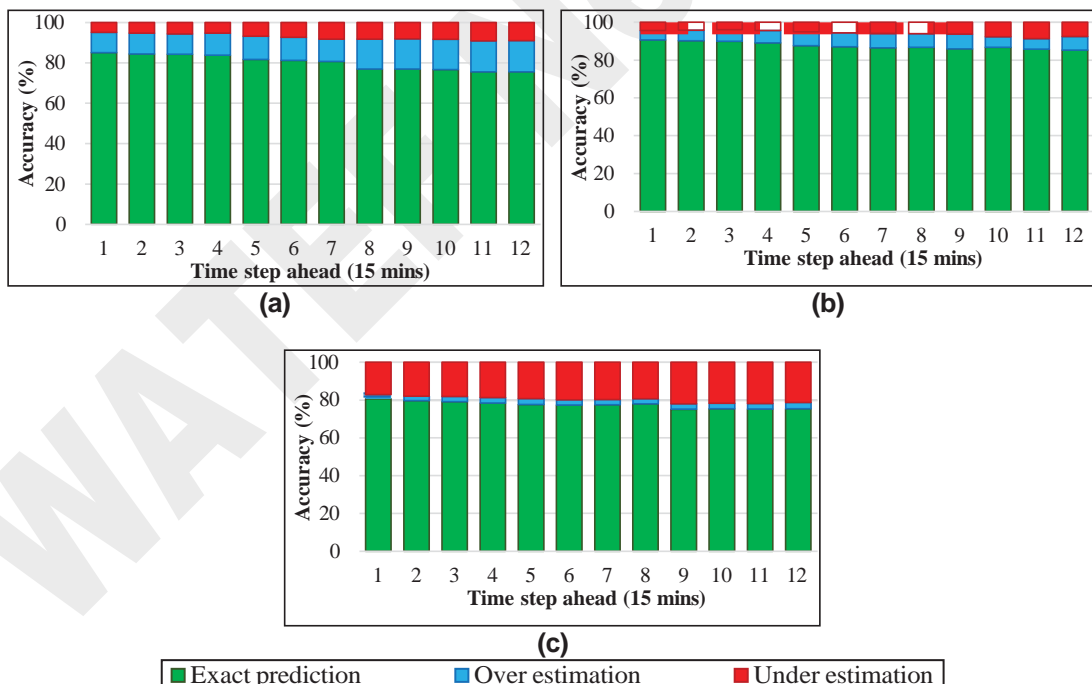 100
80
60
40
20
0
Accuracy (%)
1 2 3 4 5 6 7 8 9 10 11 12
Time step ahead (15 mins)
(a)
100
80
60
40
20
0
Accuracy (%)
1 2 3 4 5 6 7 8 9 10 11 12
Time step ahead (15 mins)
(b)
100
80
60
40
20
0
Accuracy (%)
1 2 3 4 5 6 7 8 9 10 11 12
Time step ahead (15 mins)
(c)
Exact prediction Over estimation Under estimation